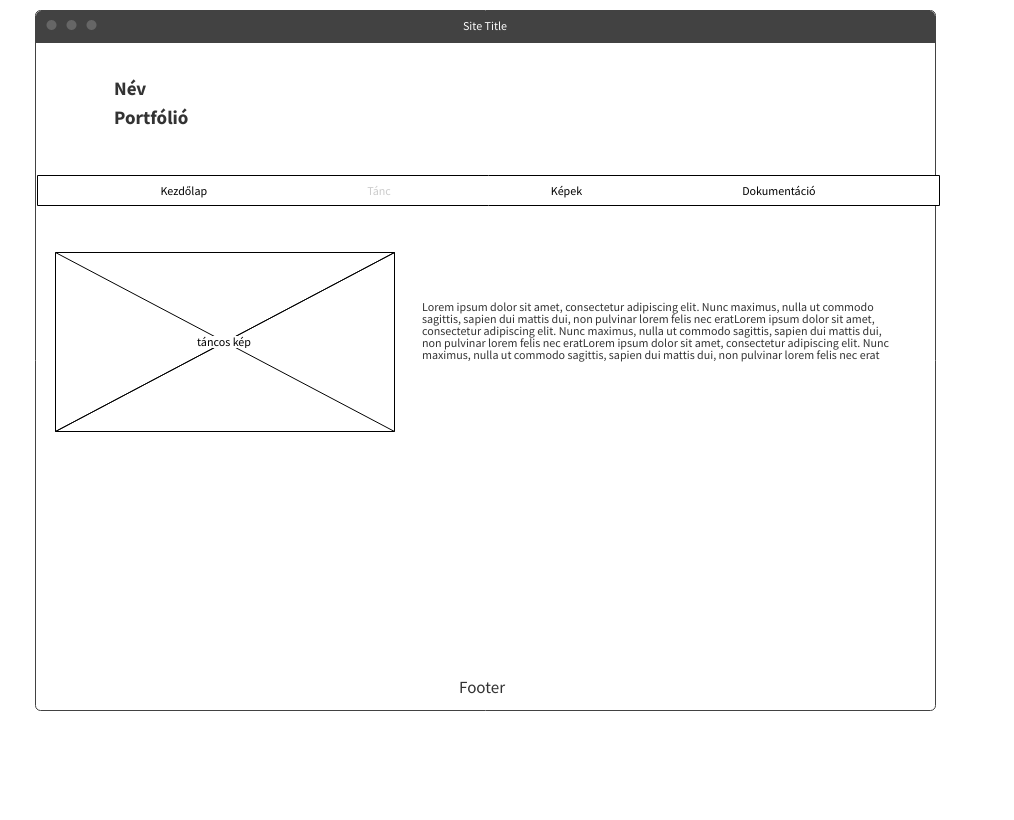 Site Title
Név
Portfólió
Kezdőlap Tánc Képek Dokumentáció
táncos kép
Lorem ipsum dolor sit amet, consectetur adipiscing elit. Nunc maximus, nulla ut commodo
sagittis, sapien dui mattis dui, non pulvinar lorem felis nec eratLorem ipsum dolor sit amet,
consectetur adipiscing elit. Nunc maximus, nulla ut commodo sagittis, sapien dui mattis dui,
non pulvinar lorem felis nec eratLorem ipsum dolor sit amet, consectetur adipiscing elit. Nunc
maximus, nulla ut commodo sagittis, sapien dui mattis dui, non pulvinar lorem felis nec erat
Footer